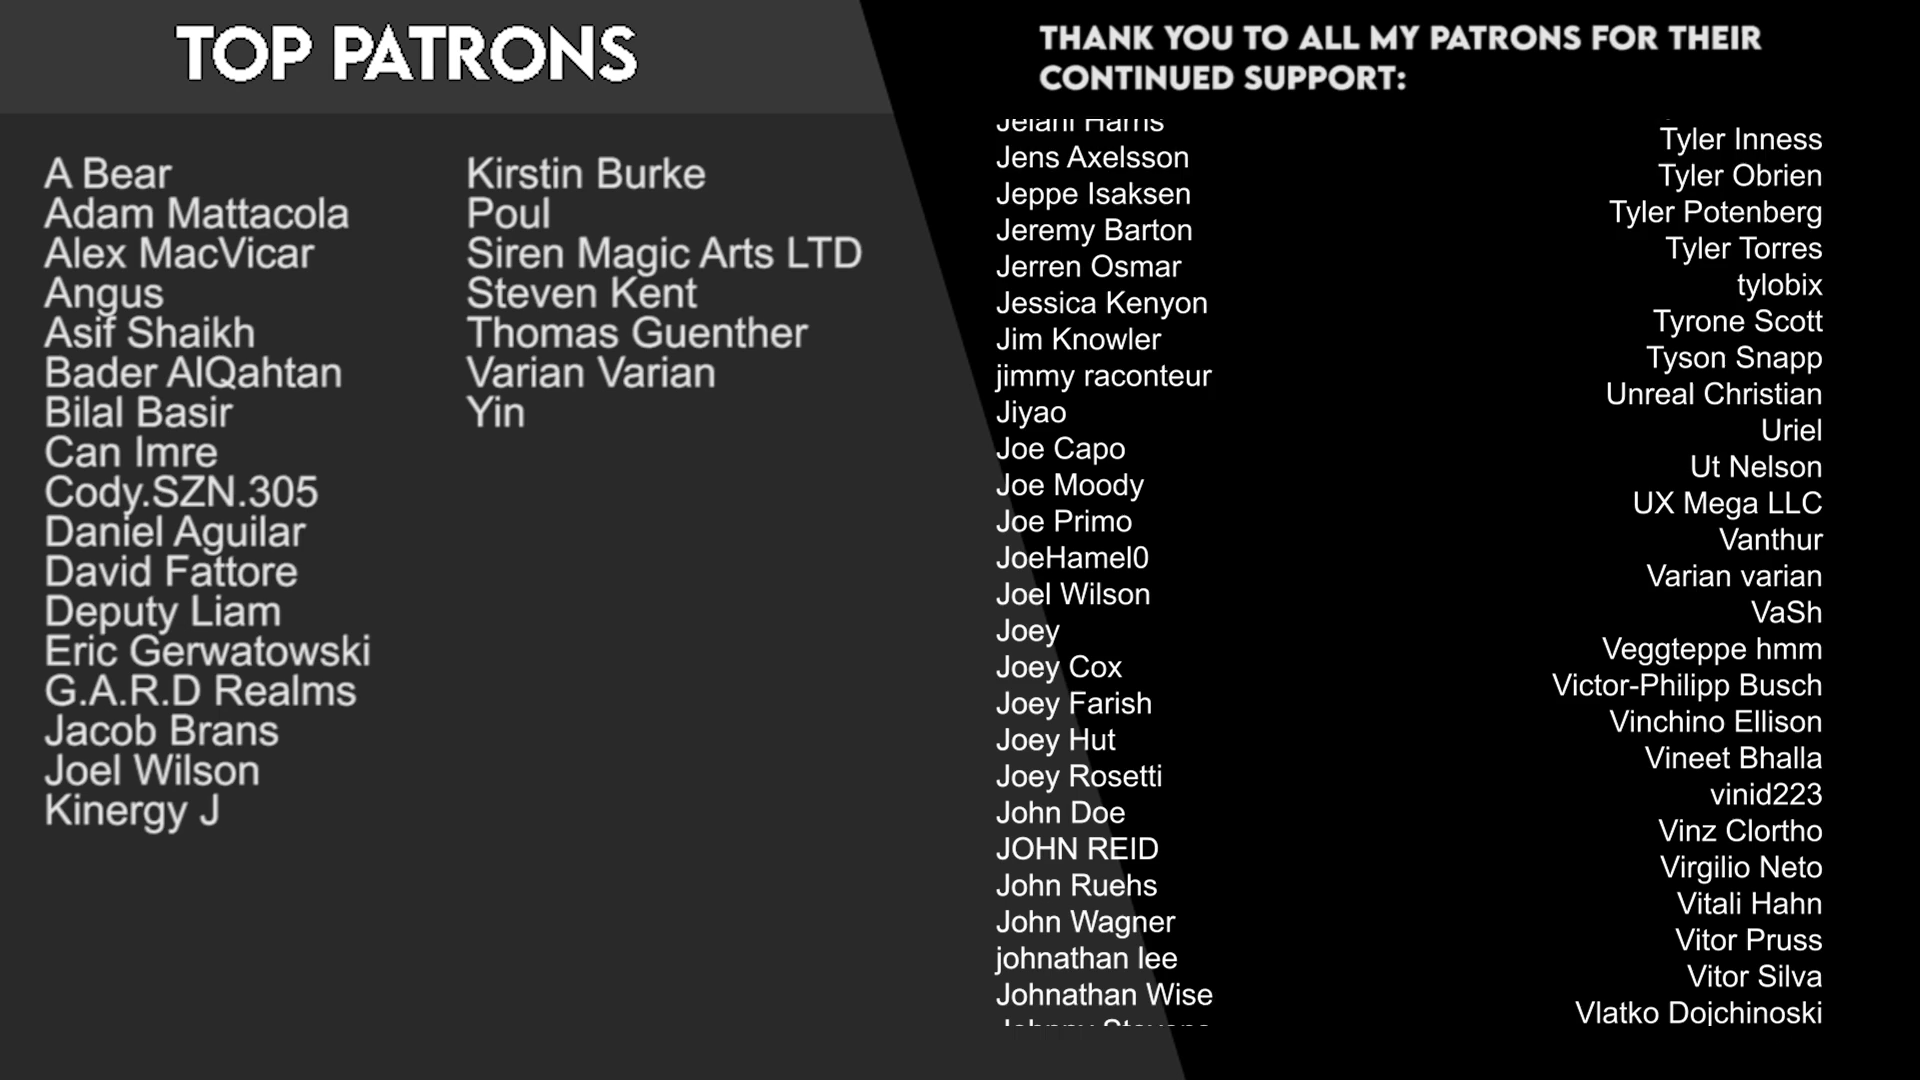 TOP PATRONS
A Bear
Adam Mattacola
Alex MacVicar
Angus
Asif Shaikh
Bader AlQahtan
Bilal Basir
Can Imre
Cody.SZN.305
Daniel Aguilar
David Fattore
Deputy Liam
Eric Gerwatowski
G.A.R.D Realms
Jacob Brans
Joel Wilson
Kinergy J
Kirstin Burke
Poul
Siren Magic Arts LTD
Steven Kent
Thomas Guenther
Varian Varian
Yin
THANK YOU TO ALL MY PATRONS FOR THEIR
CONTINUED SUPPORT:
Jelani Harris
Jens Axelsson
Jeppe Isaksen
Jeremy Barton
Jerren Osmar
Jessica Kenyon
Jim Knowler
jimmy raconteur
Jiyao
Joe Capo
Joe Moody
Joe Primo
JoeHamel0
Joel Wilson
Joey
Joey Cox
Joey Farish
Joey Hut
Joey Rosetti
John Doe
JOHN REID
John Ruehs
John Wagner
johnathan lee
Johnathan Wise
Tyler Inness
Tyler Obrien
Tyler Potenberg
Tyler Torres
tylobix
Tyrone Scott
Tyson Snapp
Unreal Christian
Uriel
Ut Nelson
UX Mega LLC
Vanthur
Varian varian
VaSh
Veggteppe hmm
Victor-Philipp Busch
Vinchino Ellison
Vineet Bhalla
vinid223
Vinz Clortho
Virgilio Neto
Vitali Hahn
Vitor Pruss
Vitor Silva
Vlatko Dojchinoski